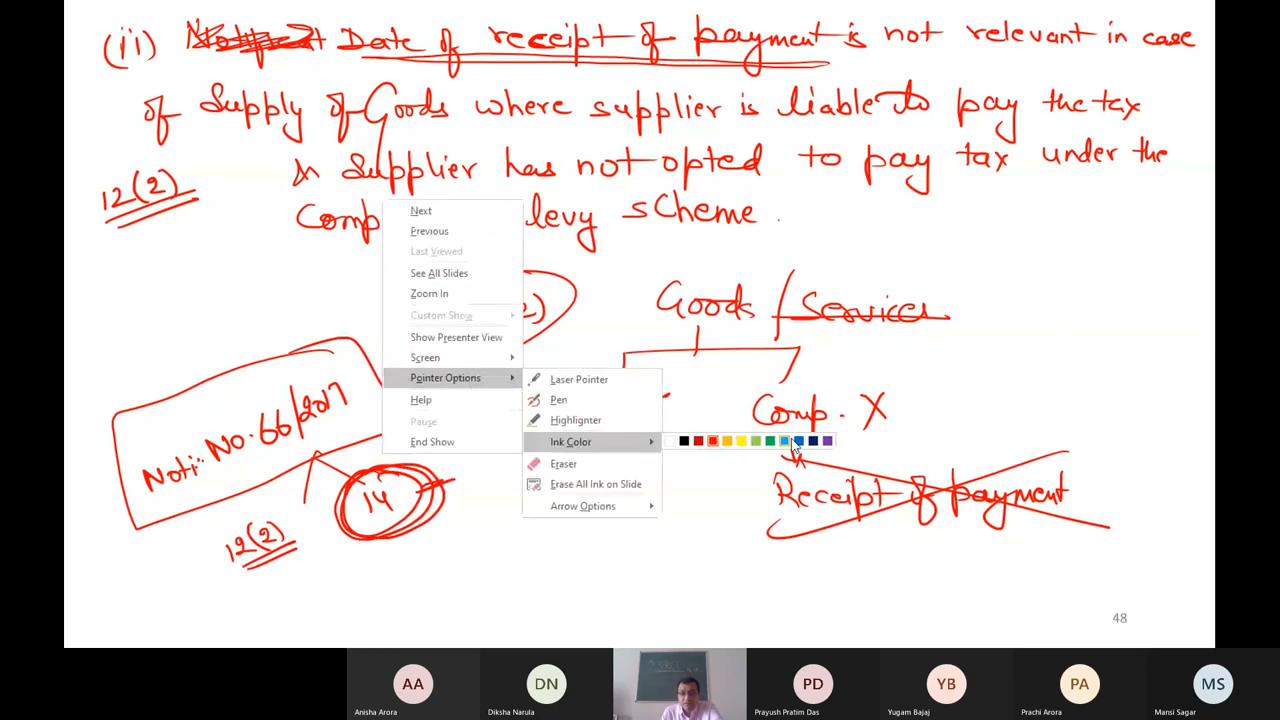 (ii) Date of receipt of payment is not relevant in case
of Supply of Goods where supplier is liable to pay the tax
& Supplier has not opted to pay tax under the
12(2)
Comp levy scheme.
Next
Previous
Last Viewed
See All Slides
Zoom In
Custom Show
Show Presenter View
Screen
Pointer Options
Help
Pause
End Show
Laser Pointer
Pen
Highlighter
Ink Color
Eraser
Erase All Ink on Slide
Arrow Options
2)
Goods / Services
Comp. X
Receipt of payment
Noti. No. 66/2017
14
12(2)
48
AA
DN
PD
YB
PA
MS
Anisha Arora
Diksha Narula
Prayush Pratim Das
Yugam Bajaj
Prachi Arora
Mansi Sagar